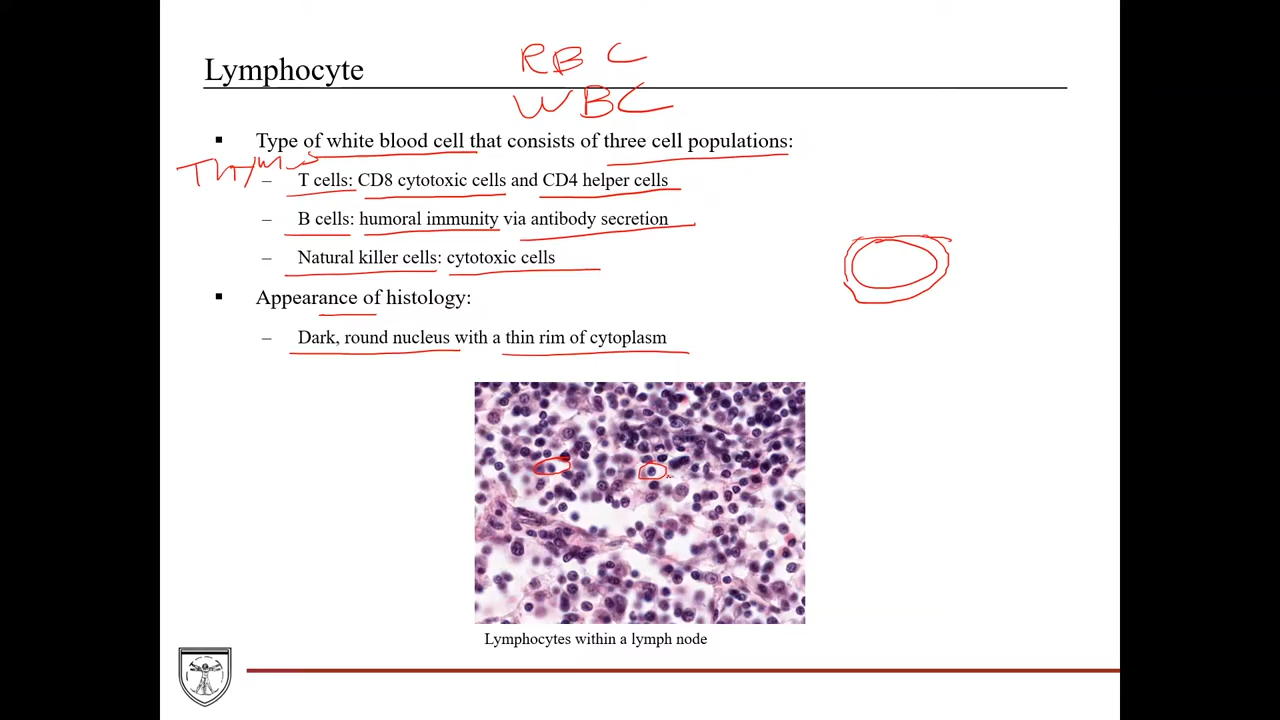 RBC
Lymphocyte
WBC
▪ Type of white blood cell that consists of three cell populations:
Thymus
– T cells: CD8 cytotoxic cells and CD4 helper cells
– B cells: humoral immunity via antibody secretion
– Natural killer cells: cytotoxic cells
▪ Appearance of histology:
– Dark, round nucleus with a thin rim of cytoplasm
Lymphocytes within a lymph node